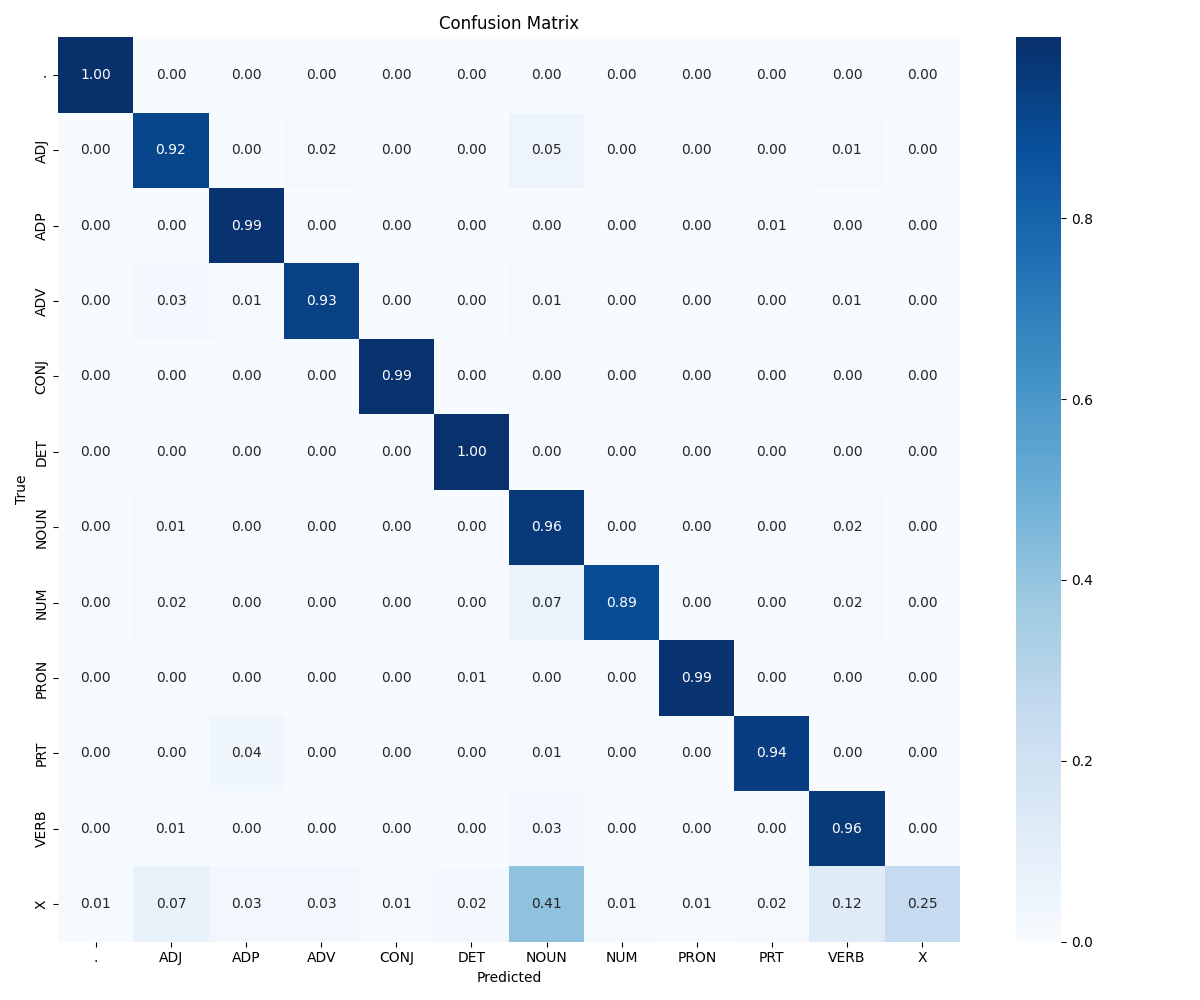 Confusion Matrix
. 1.00 0.00 0.00 0.00 0.00 0.00 0.00 0.00 0.00 0.00 0.00 0.00
ADJ 0.00 0.92 0.00 0.02 0.00 0.00 0.05 0.00 0.00 0.00 0.01 0.00
ADP 0.00 0.00 0.99 0.00 0.00 0.00 0.00 0.00 0.00 0.01 0.00 0.00
ADV 0.00 0.03 0.01 0.93 0.00 0.00 0.01 0.00 0.00 0.00 0.01 0.00
CONJ 0.00 0.00 0.00 0.00 0.99 0.00 0.00 0.00 0.00 0.00 0.00 0.00
DET 0.00 0.00 0.00 0.00 0.00 1.00 0.00 0.00 0.00 0.00 0.00 0.00
NOUN 0.00 0.01 0.00 0.00 0.00 0.00 0.96 0.00 0.00 0.00 0.02 0.00
NUM 0.00 0.02 0.00 0.00 0.00 0.00 0.07 0.89 0.00 0.00 0.02 0.00
PRON 0.00 0.00 0.00 0.00 0.00 0.01 0.00 0.00 0.99 0.00 0.00 0.00
PRT 0.00 0.00 0.04 0.00 0.00 0.00 0.01 0.00 0.00 0.94 0.00 0.00
VERB 0.00 0.01 0.00 0.00 0.00 0.00 0.03 0.00 0.00 0.00 0.96 0.00
X 0.01 0.07 0.03 0.03 0.01 0.02 0.41 0.01 0.01 0.02 0.12 0.25
. ADJ ADP ADV CONJ DET NOUN NUM PRON PRT VERB X
Predicted
True
0.8
0.6
0.4
0.2
0.0